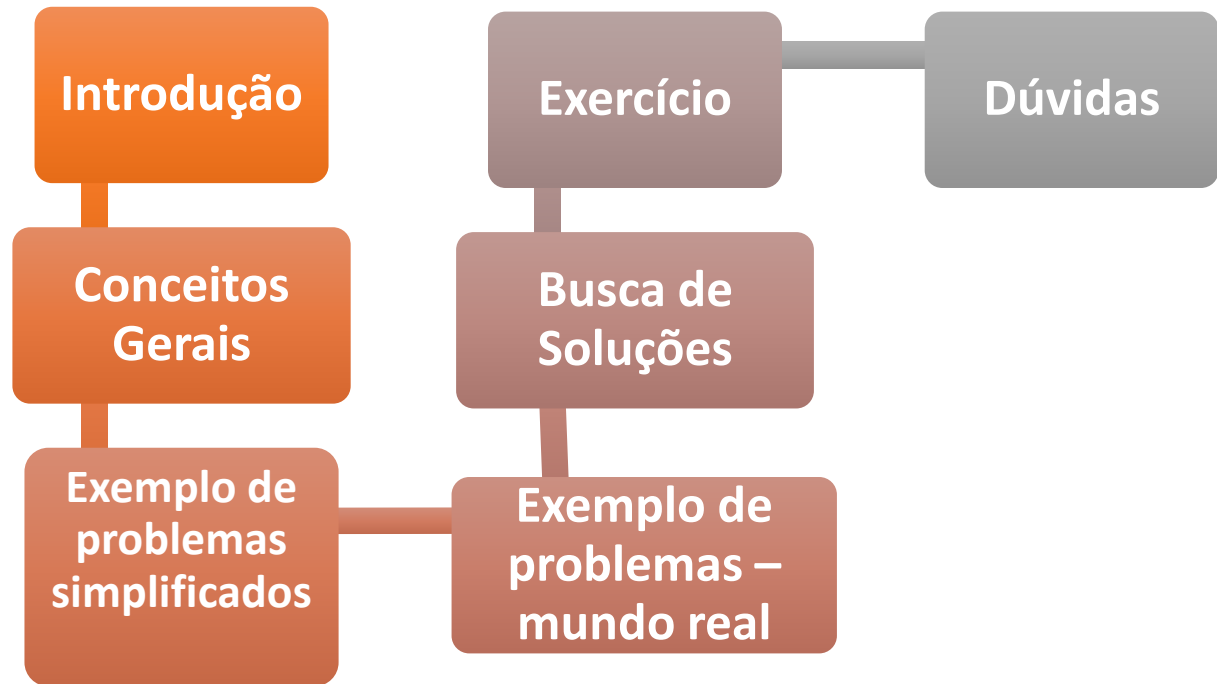 Introdução
Conceitos
Gerais
Exemplo de
problemas
simplificados
Exemplo de
problemas –
mundo real
Busca de
Soluções
Exercício
Dúvidas